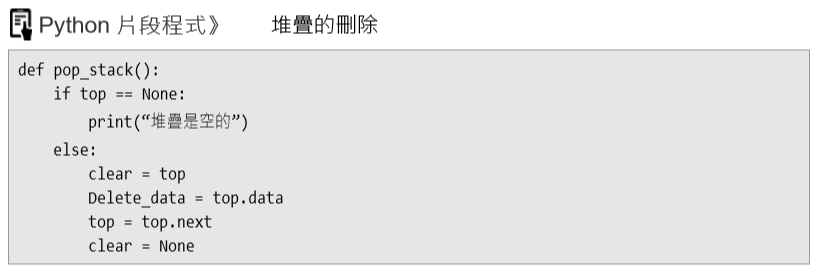 Python 片段程式》 堆疊的刪除
def pop_stack():
    if top == None:
        print(“堆疊是空的”)
    else:
        clear = top
        Delete_data = top.data
        top = top.next
        clear = None